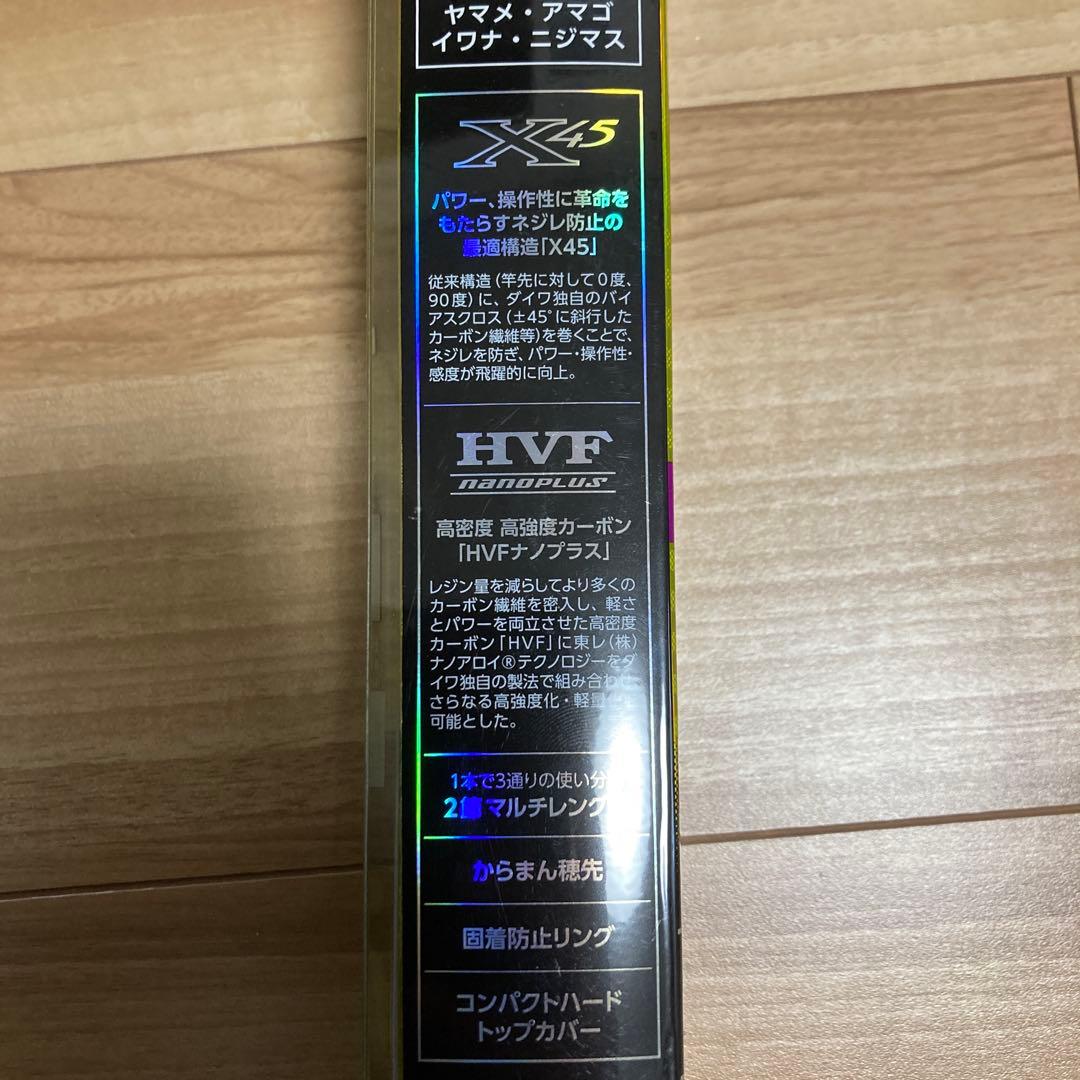 ヤマメ・アマゴ
イワナ・ニジマス
X45
パワー、操作性に革命を
もたらすネジレ防止の
最適構造「X45」
従来構造(竿先に対して0度、
90度)に、ダイワ独自のバイ
アスクロス(±45°に斜行した
カーボン繊維等)を巻くことで、
ネジレを防ぎ、パワー・操作性・
感度が飛躍的に向上。
HVF
nanoPLUS
高密度 高強度カーボン
「HVFナノプラス」
レジン量を減らしてより多くの
カーボン繊維を密入し、軽さ
とパワーを両立させた高密度
カーボン「HVF」に東レ(株)
ナノアロイ®テクノロジーをダ
イワ独自の製法で組み合わせ、
さらなる高強度化・軽量化
可能とした。
1本で3通りの使い分
2箇マルチレング
からまん穂先
固着防止リング
コンパクトハード
トップカバー